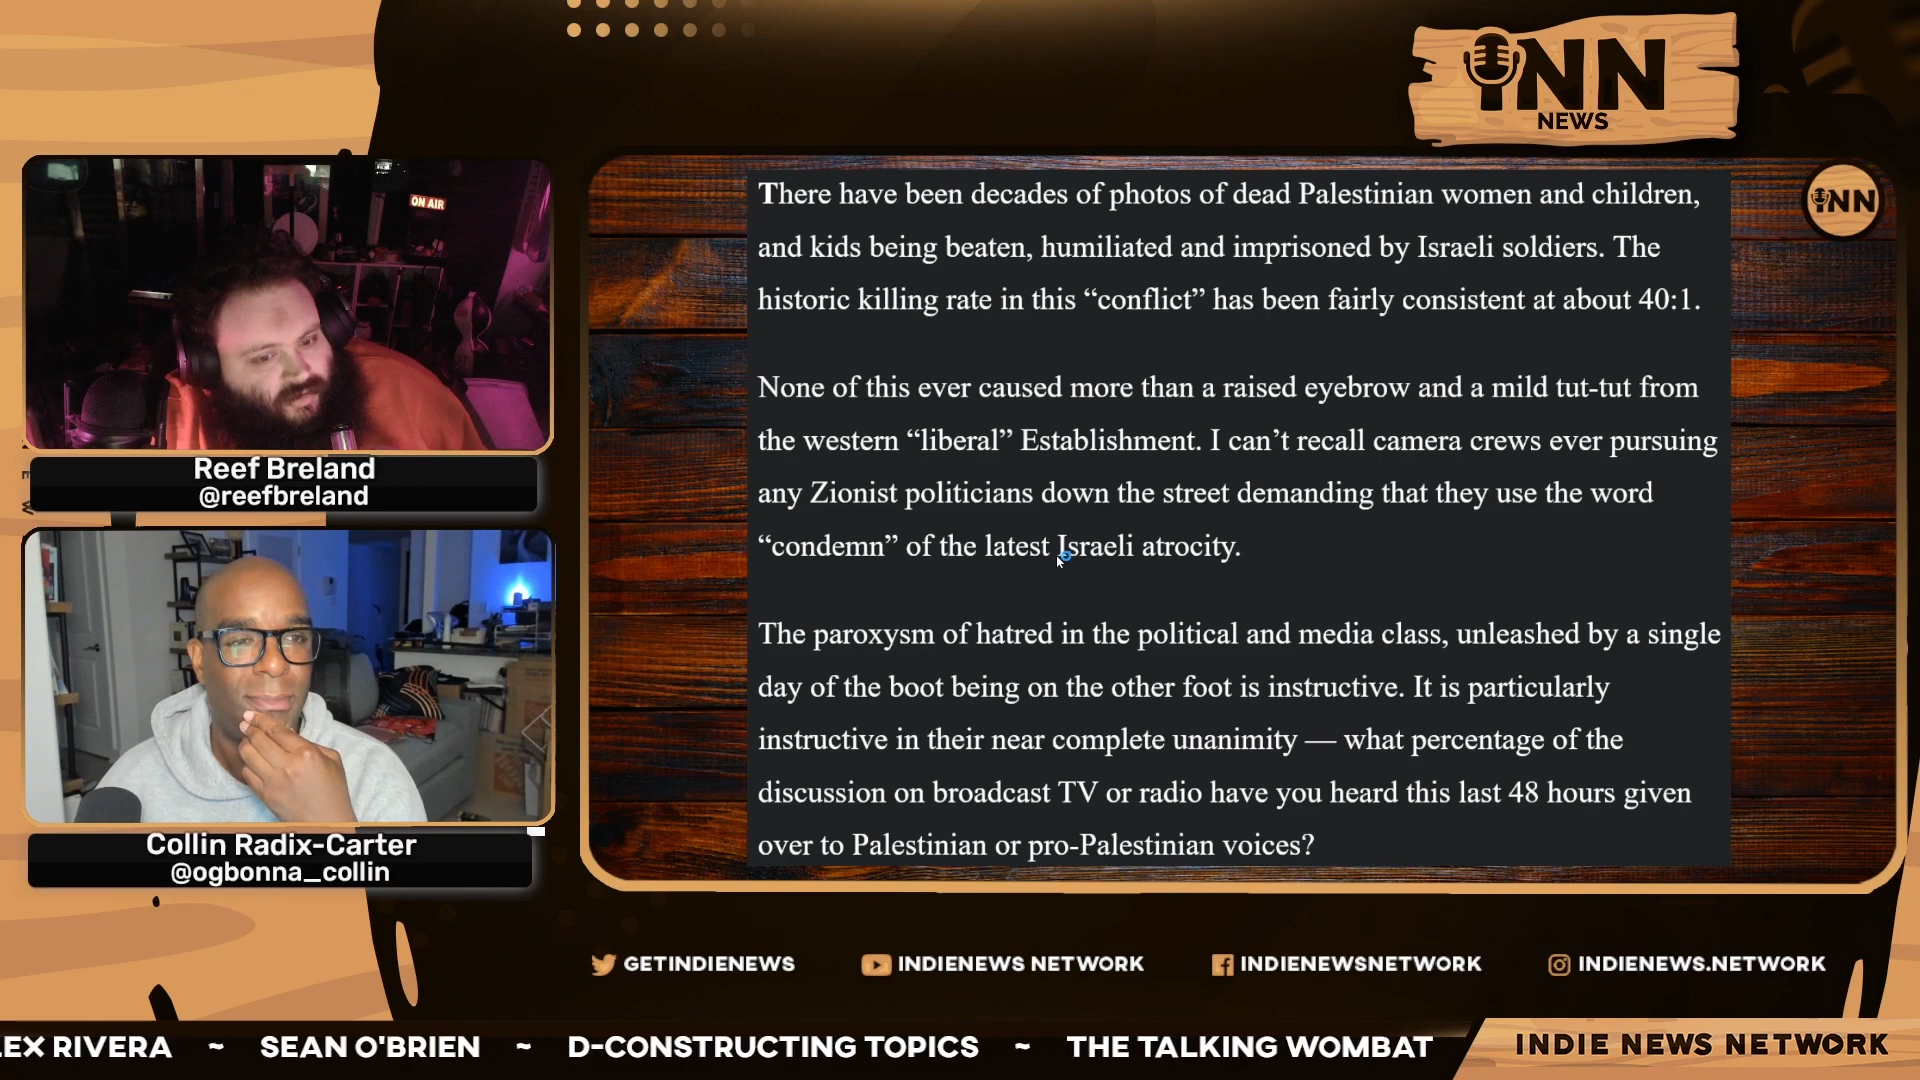 iNN
NEWS
ON AIR
Reef Breland
@reefbreland
Collin Radix-Carter
@ogbonna_collin
iNN
There have been decades of photos of dead Palestinian women and children,
and kids being beaten, humiliated and imprisoned by Israeli soldiers. The
historic killing rate in this “conflict” has been fairly consistent at about 40:1.
None of this ever caused more than a raised eyebrow and a mild tut-tut from
the western “liberal” Establishment. I can’t recall camera crews ever pursuing
any Zionist politicians down the street demanding that they use the word
“condemn” of the latest Israeli atrocity.
The paroxysm of hatred in the political and media class, unleashed by a single
day of the boot being on the other foot is instructive. It is particularly
instructive in their near complete unanimity — what percentage of the
discussion on broadcast TV or radio have you heard this last 48 hours given
over to Palestinian or pro-Palestinian voices?
GETINDIENEWS
INDIENEWS NETWORK
INDIENEWSNETWORK
INDIENEWS.NETWORK
LEX RIVERA ~ SEAN O'BRIEN ~ D-CONSTRUCTING TOPICS ~ THE TALKING WOMBAT
INDIE NEWS NETWORK